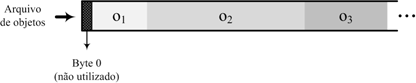 Arquivo
de objetos
o1 o2 o3 ...
Byte 0
(não utilizado)